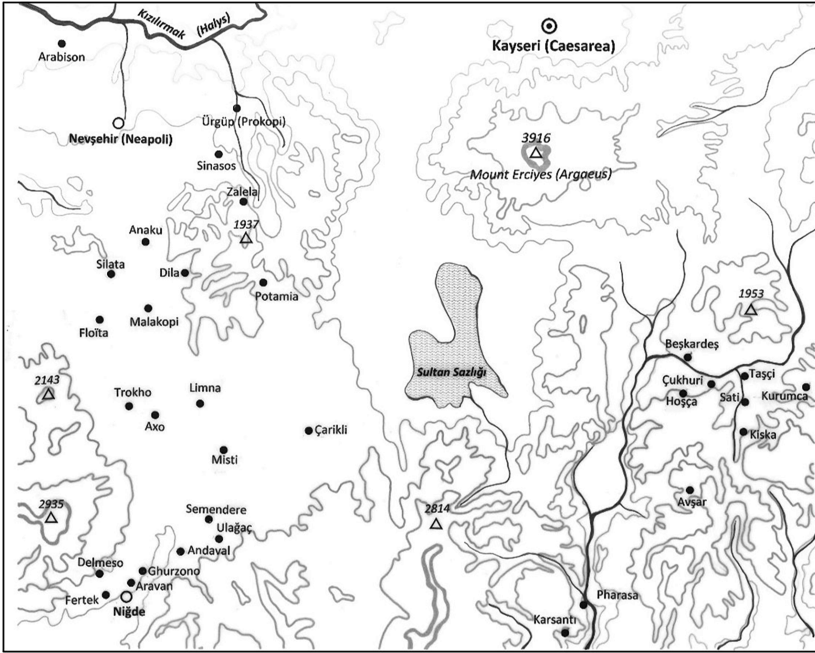 Kızılırmak (Halys)
Arabison
Kayseri (Caesarea)
Nevşehir (Neapoli)
Ürgüp (Prokopi)
Sinasos
3916
Mount Erciyes (Argaeus)
Zalela
1937
Anaku
Silata
Dila
Potamia
Malakopi
Floïta
1953
Beşkardeş
Sultan Sazlığı
Taşçi
Çukhuri
Hoşça
Sati
Kurumca
2143
Trokho
Limna
Axo
Çarikli
Kiska
Misti
Avşar
2935
2814
Semendere
Ulağaç
Andaval
Delmeso
Ghurzono
Aravan
Fertek
Niğde
Pharasa
Karsantı